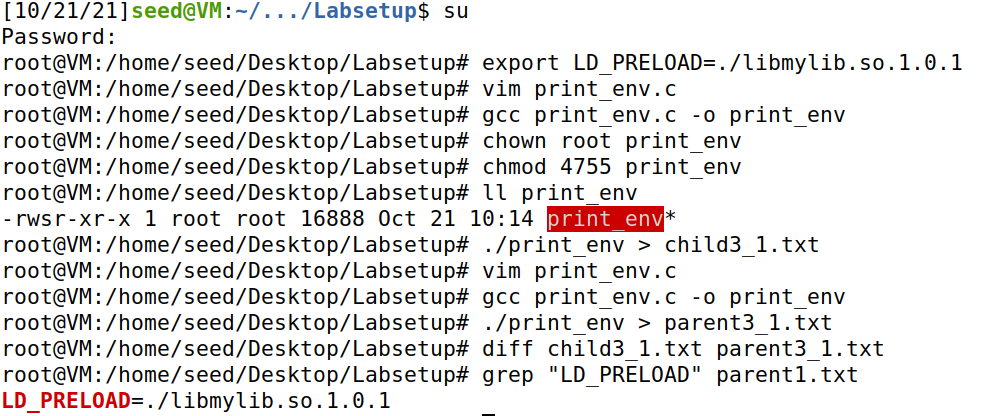 [10/21/21]seed@VM:~/.../Labsetup$ su
Password:
root@VM:/home/seed/Desktop/Labsetup# export LD_PRELOAD=./libmylib.so.1.0.1
root@VM:/home/seed/Desktop/Labsetup# vim print_env.c
root@VM:/home/seed/Desktop/Labsetup# gcc print_env.c -o print_env
root@VM:/home/seed/Desktop/Labsetup# chown root print_env
root@VM:/home/seed/Desktop/Labsetup# chmod 4755 print_env
root@VM:/home/seed/Desktop/Labsetup# ll print_env
-rwsr-xr-x 1 root root 16888 Oct 21 10:14 print_env*
root@VM:/home/seed/Desktop/Labsetup# ./print_env > child3_1.txt
root@VM:/home/seed/Desktop/Labsetup# vim print_env.c
root@VM:/home/seed/Desktop/Labsetup# gcc print_env.c -o print_env
root@VM:/home/seed/Desktop/Labsetup# ./print_env > parent3_1.txt
root@VM:/home/seed/Desktop/Labsetup# diff child3_1.txt parent3_1.txt
root@VM:/home/seed/Desktop/Labsetup# grep "LD_PRELOAD" parent1.txt
LD_PRELOAD=./libmylib.so.1.0.1